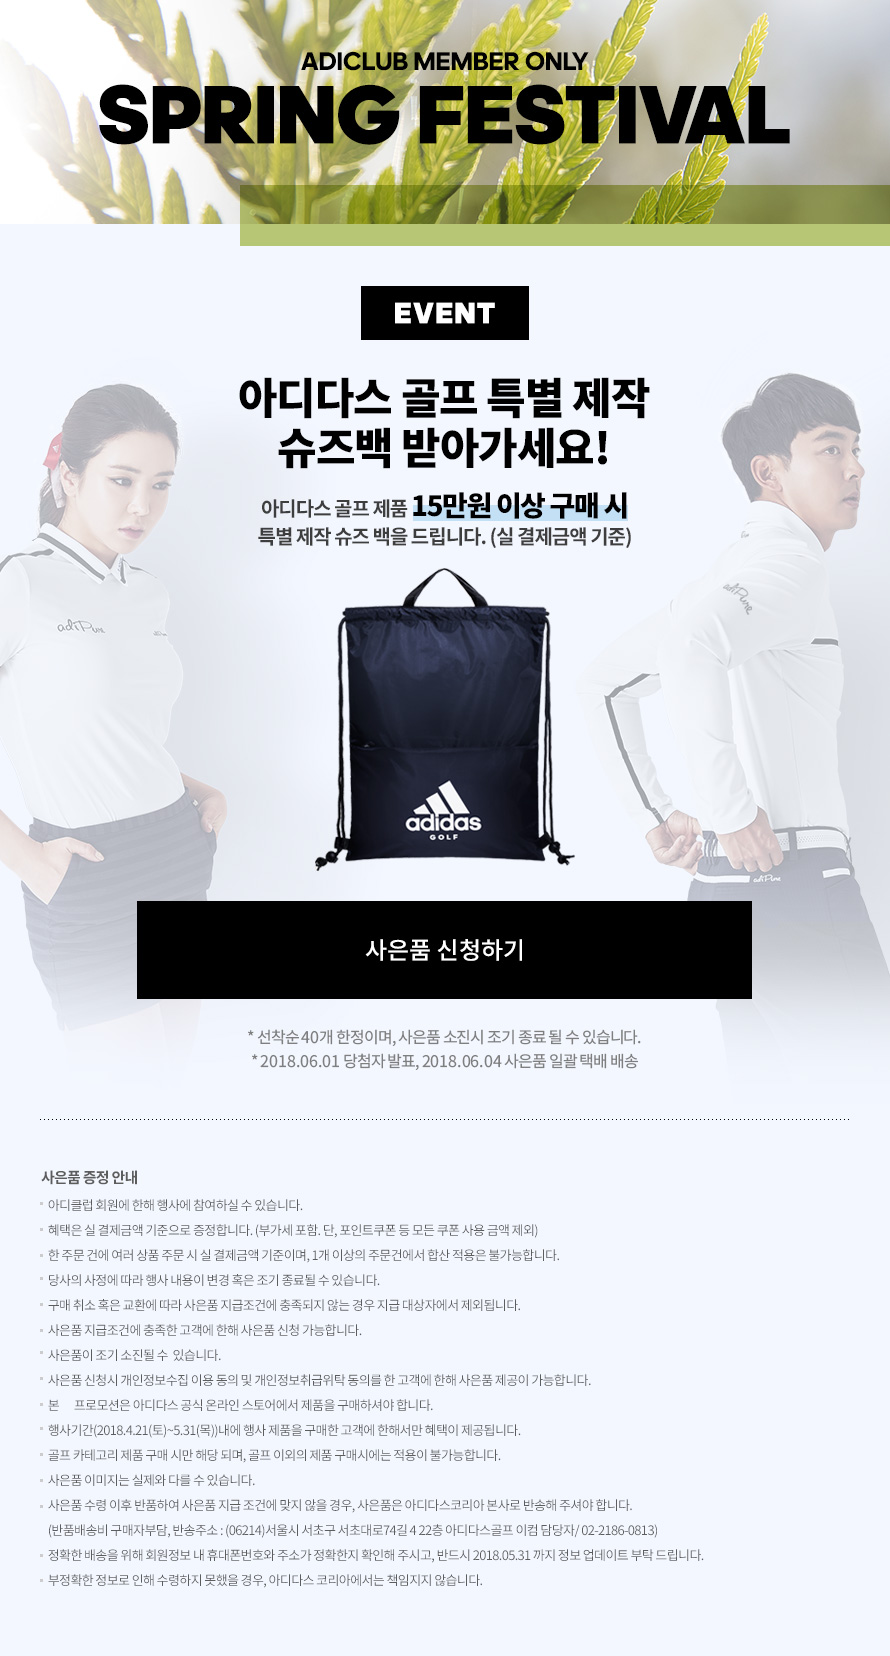 ADICLUB MEMBER ONLY
SPRING FESTIVAL
EVENT
아디다스 골프 특별 제작
슈즈백 받아가세요!
아디다스 골프 제품 15만원 이상 구매 시
특별 제작 슈즈 백을 드립니다. (실 결제금액 기준)
adiPure
adiPure
adidas
GOLF
adiPure
사은품 신청하기
* 선착순 40개 한정이며, 사은품 소진시 조기 종료 될 수 있습니다.
* 2018.06.01 당첨자 발표, 2018.06.04 사은품 일괄 택배 배송
사은품 증정 안내
아디클럽 회원에 한해 행사에 참여하실 수 있습니다.
혜택은 실 결제금액 기준으로 증정합니다. (부가세 포함. 단, 포인트쿠폰 등 모든 쿠폰 사용 금액 제외)
한 주문 건에 여러 상품 주문 시 실 결제금액 기준이며, 1개 이상의 주문건에서 합산 적용은 불가능합니다.
당사의 사정에 따라 행사 내용이 변경 혹은 조기 종료될 수 있습니다.
구매 취소 혹은 교환에 따라 사은품 지급조건에 충족되지 않는 경우 지급 대상자에서 제외됩니다.
사은품 지급조건에 충족한 고객에 한해 사은품 신청 가능합니다.
사은품이 조기 소진될 수 있습니다.
사은품 신청시 개인정보수집 이용 동의 및 개인정보취급위탁 동의를 한 고객에 한해 사은품 제공이 가능합니다.
본 프로모션은 아디다스 공식 온라인 스토어에서 제품을 구매하셔야 합니다.
행사기간(2018.4.21(토)~5.31(목))내에 행사 제품을 구매한 고객에 한해서만 혜택이 제공됩니다.
골프 카테고리 제품 구매 시만 해당 되며, 골프 이외의 제품 구매시에는 적용이 불가능합니다.
사은품 이미지는 실제와 다를 수 있습니다.
사은품 수령 이후 반품하여 사은품 지급 조건에 맞지 않을 경우, 사은품은 아디다스코리아 본사로 반송해 주셔야 합니다.
(반품배송비 구매자부담, 반송주소 : (06214)서울시 서초구 서초대로74길 4 22층 아디다스골프 이컴 담당자/ 02-2186-0813)
정확한 배송을 위해 회원정보 내 휴대폰번호와 주소가 정확한지 확인해 주시고, 반드시 2018.05.31 까지 정보 업데이트 부탁 드립니다.
부정확한 정보로 인해 수령하지 못했을 경우, 아디다스 코리아에서는 책임지지 않습니다.